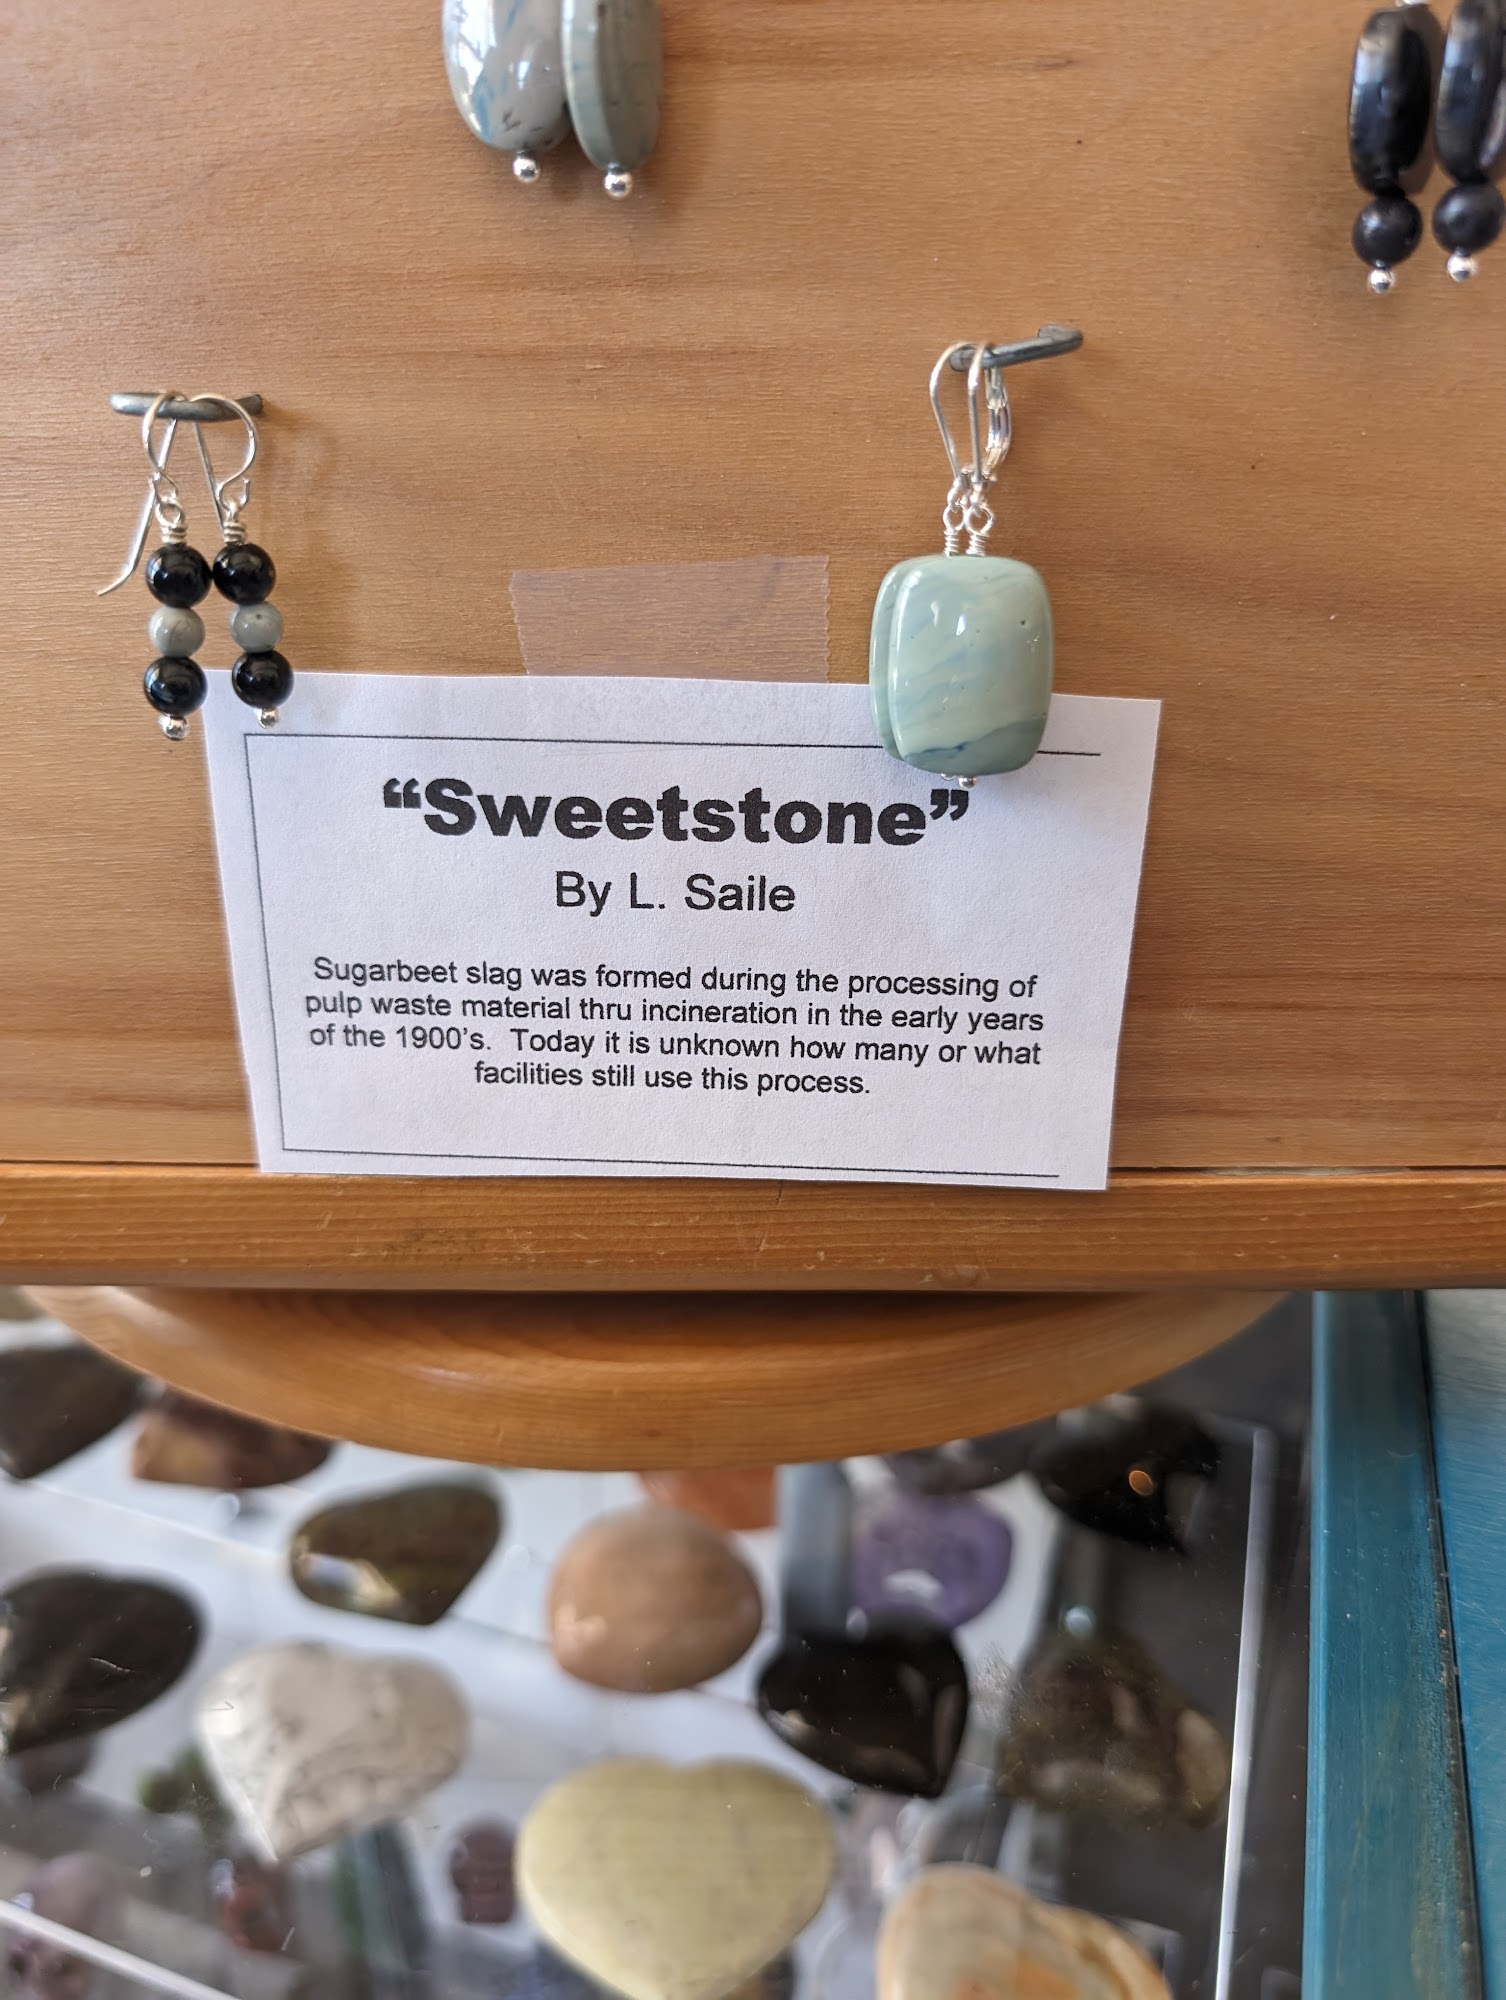 “Sweetstone”
By L. Saile
Sugarbeet slag was formed during the processing of
pulp waste material thru incineration in the early years
of the 1900’s.  Today it is unknown how many or what
facilities still use this process.